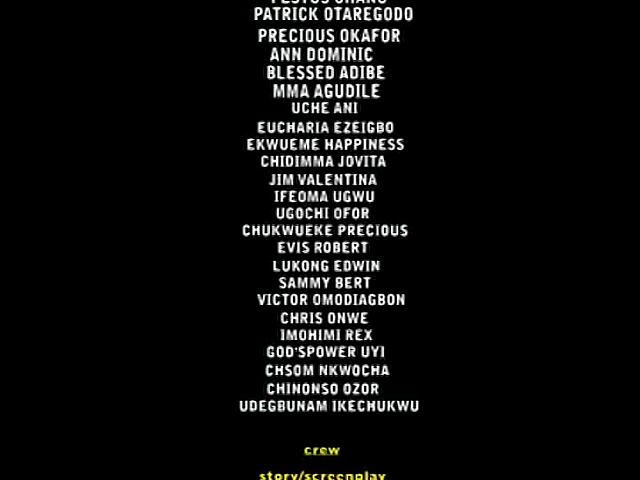 PATRICK OTAREGODO
PRECIOUS OKAFOR
ANN DOMINIC
BLESSED ADIBE
MMA AGUDILE
UCHE ANI
EUCHARIA EZEIGBO
EKWUEME HAPPINESS
CHIDIMMA JOVITA
JIM VALENTINA
IFEOMA UGWU
UGOCHI OFOR
CHUKWUEKE PRECIOUS
EVIS ROBERT
LUKONG EDWIN
SAMMY BERT
VICTOR OMODIAGBON
CHRIS ONWE
IMOHIMI REX
GOD'SPOWER UYI
CHSOM NKWOCHA
CHINONSO OZOR
UDEGBUNAM IKECHUKWU
crew
story/screenplay